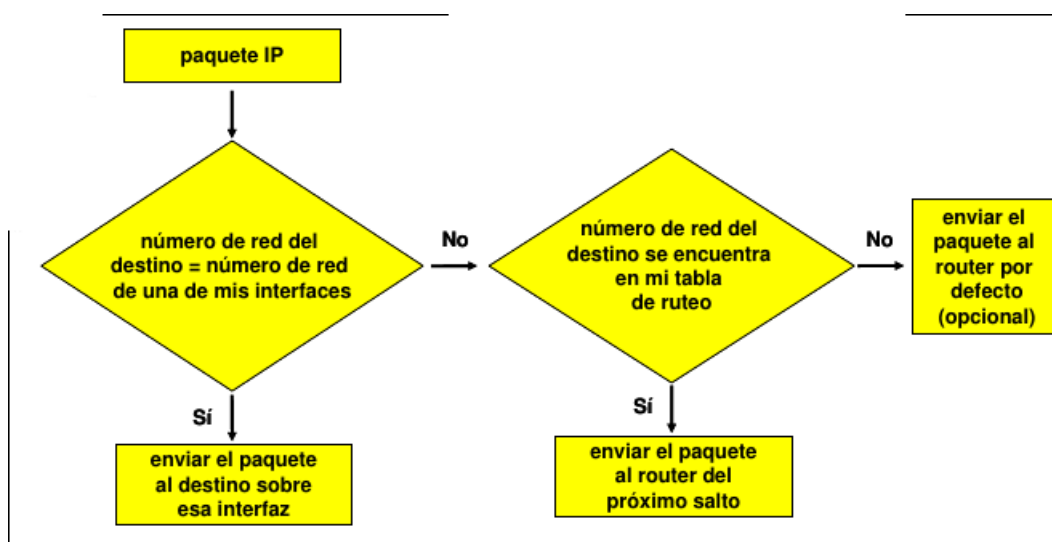 paquete IP
número de red del
destino = número de red
de una de mis interfaces
No
Sí
enviar el paquete
al destino sobre
esa interfaz
número de red del
destino se encuentra
en mi tabla
de ruteo
No
Sí
enviar el paquete
al router del
próximo salto
enviar el
paquete al
router por
defecto
(opcional)